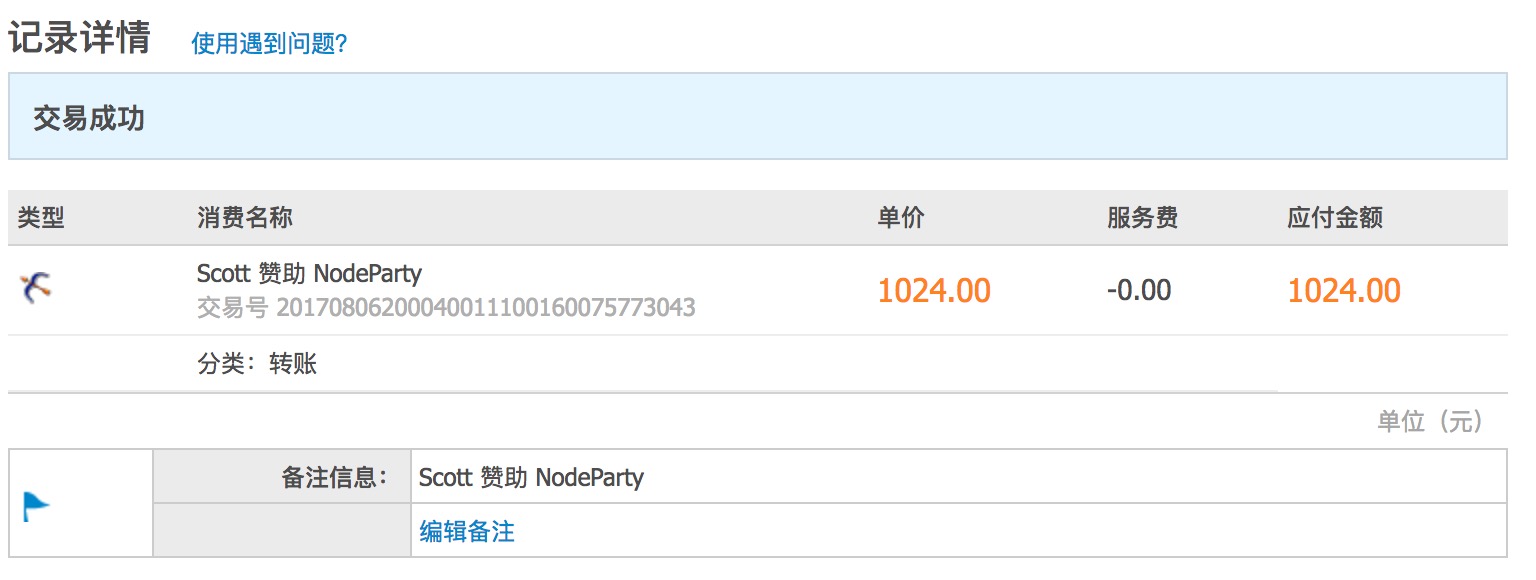 记录详情 使用遇到问题?
交易成功
类型 消费名称 单价 服务费 应付金额
Scott 赞助 NodeParty 1024.00 -0.00 1024.00
交易号 20170806200040011100160075773043
分类：转账
单位（元）
备注信息： Scott 赞助 NodeParty
编辑备注